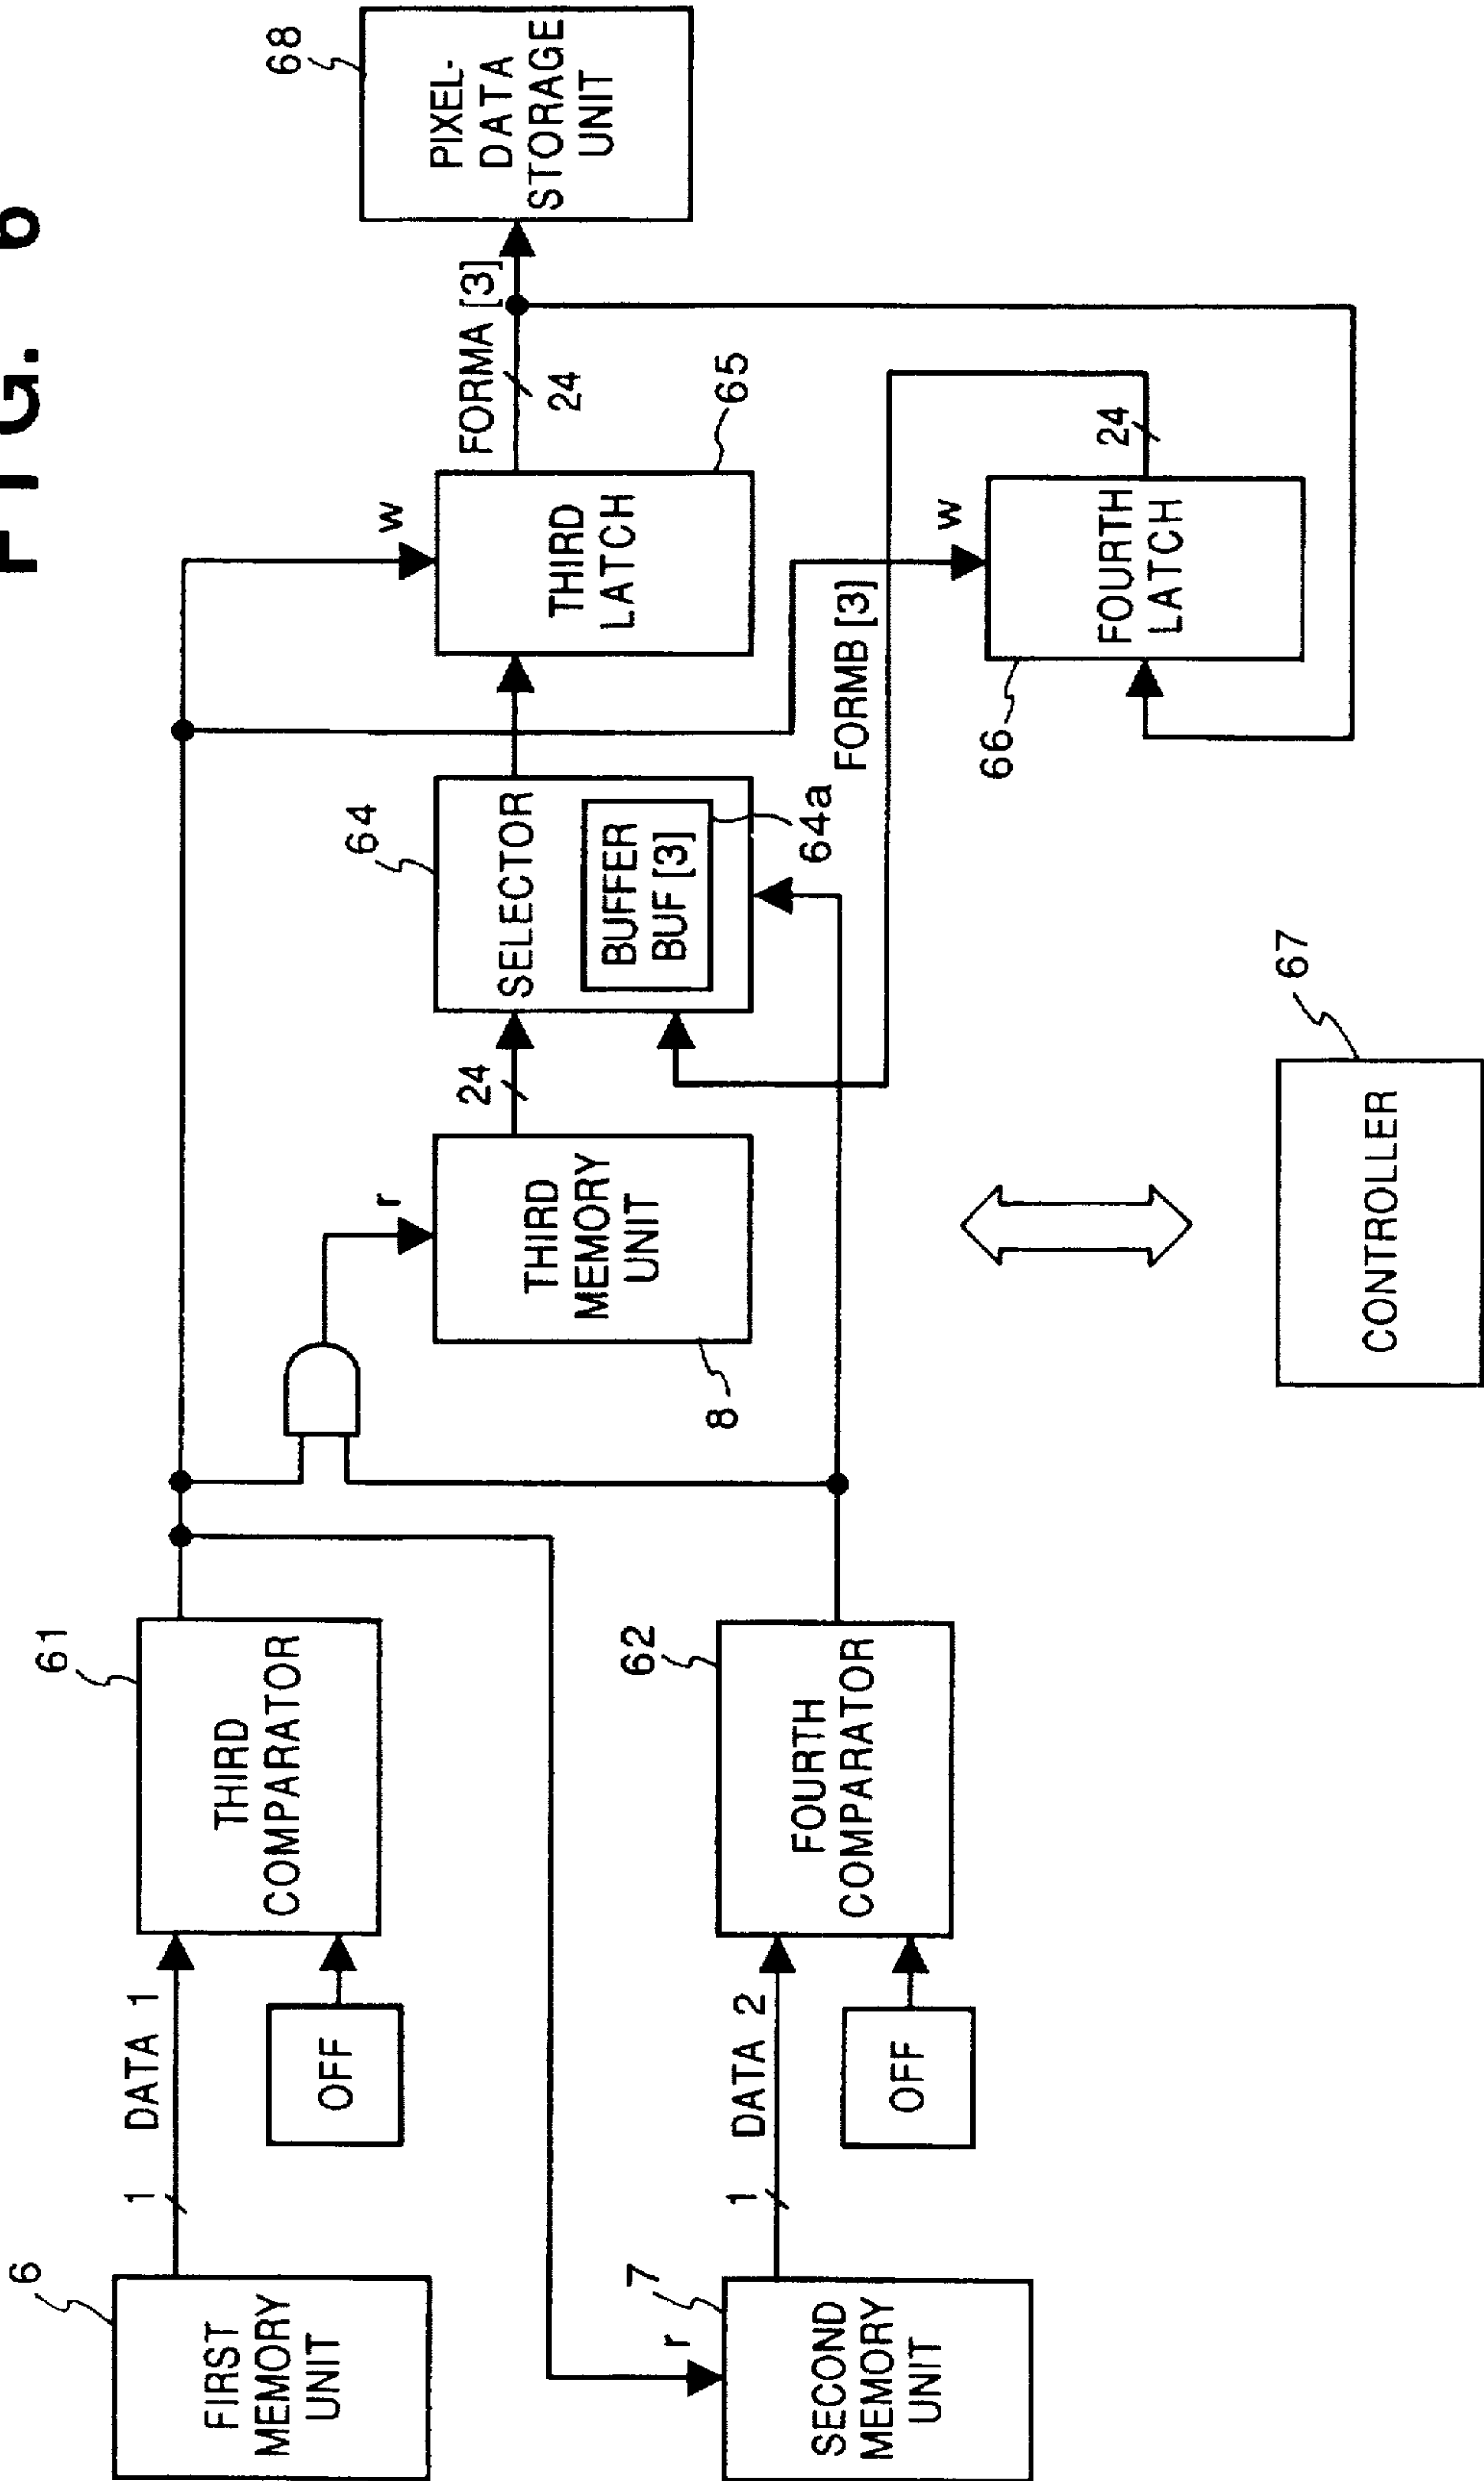 FIG. 6
6
FIRST
MEMORY
UNIT
1
DATA 1
OFF
61
THIRD
COMPARATOR
7
r
SECOND
MEMORY
UNIT
1
DATA 2
OFF
62
FOURTH
COMPARATOR
r
THIRD
MEMORY
UNIT
8
24
64
SELECTOR
BUFFER
BUF [3]
64a
w
THIRD
LATCH
65
FORMA [3]
24
68
PIXEL-
DATA
STORAGE
UNIT
FORMB [3]
w
FOURTH
LATCH
66
24
CONTROLLER
67